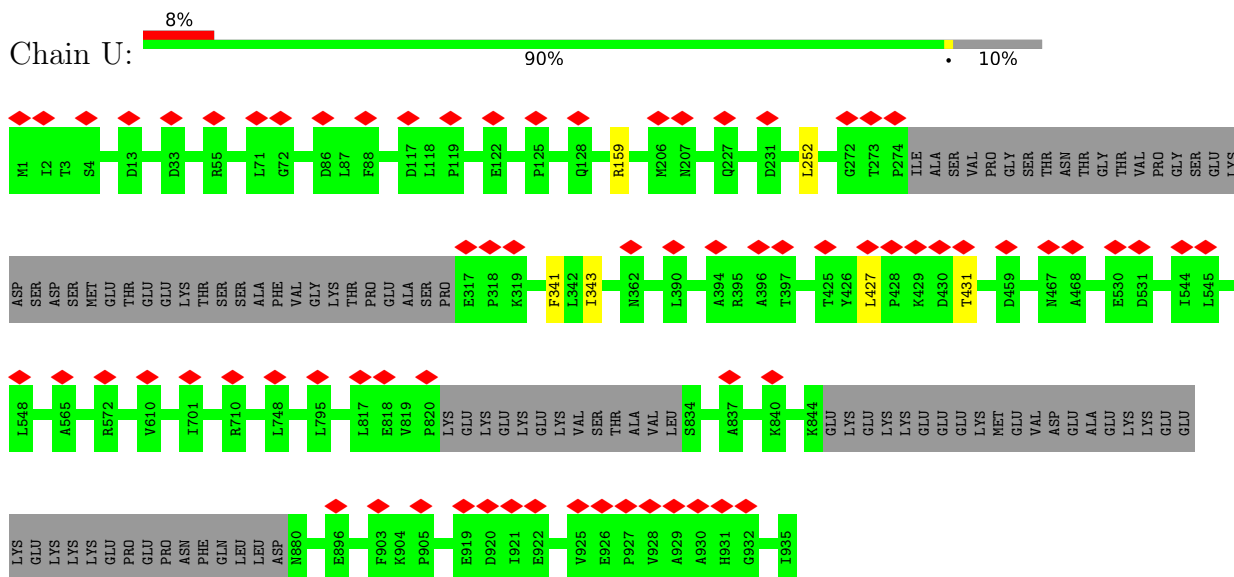 8%
Chain U:
90%
•
10%
M1 I2 T3 S4 D13 D33 R55 L71 G72 D86 L87 F88 D117 L118 P119 E122 P125 Q128 R159 M206 N207 Q227 D231 L252 G272 T273 P274 ILE ALA SER VAL PRO GLY SER THR ASN THR GLY THR VAL PRO GLY SER GLU LYS
ASP SER ASP SER MET GLU THR GLU GLU LYS THR SER SER ALA PHE VAL GLY LYS THR PRO GLU ALA SER PRO E317 P318 K319 F341 L342 I343 N362 L390 A394 R395 A396 T397 T425 Y426 L427 P428 K429 D430 T431 D459 N467 A468 E530 D531 I544 L545
L548 A565 R572 V610 I701 R710 L748 L795 L817 E818 V819 P820 LYS GLU LYS GLU LYS GLU LYS VAL SER THR ALA VAL LEU S834 A837 K840 K844 GLU LYS GLU LYS LYS GLU GLU GLU LYS MET GLU VAL ASP GLU ALA GLU LYS LYS GLU GLU
LYS GLU LYS LYS LYS GLU PRO GLU PRO ASN PHE GLN LEU LEU ASP N880 E896 F903 K904 P905 E919 D920 I921 E922 V925 E926 P927 V928 A929 A930 H931 G932 I935